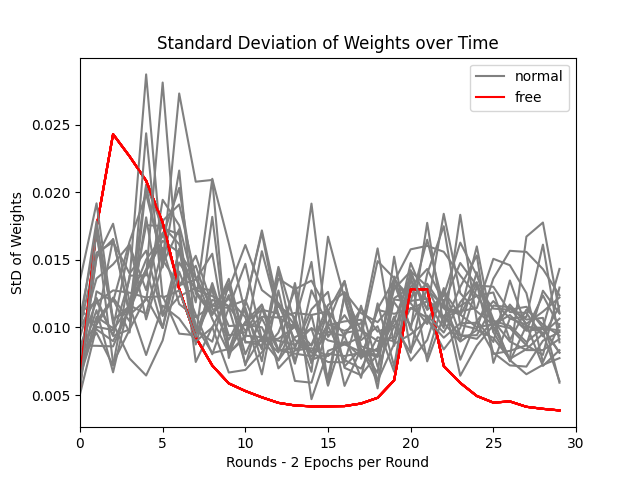 Standard Deviation of Weights over Time
normal
free
StD of Weights
0.025
0.020
0.015
0.010
0.005
0 5 10 15 20 25 30
Rounds - 2 Epochs per Round